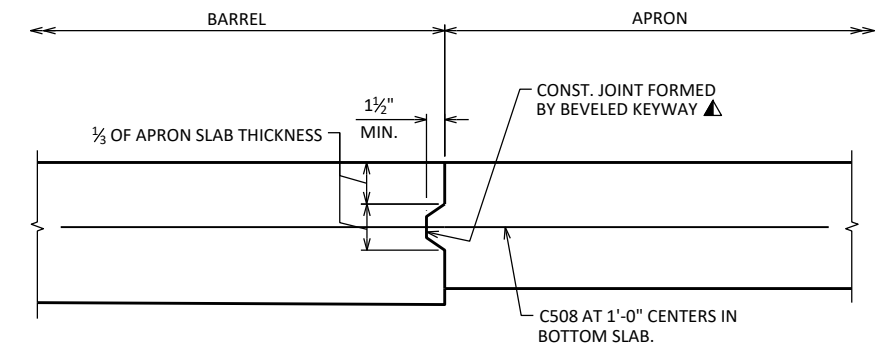 BARREL
APRON
CONST. JOINT FORMED
BY BEVELED KEYWAY
1½"
MIN.
⅓ OF APRON SLAB THICKNESS
C508 AT 1'-0" CENTERS IN
BOTTOM SLAB.